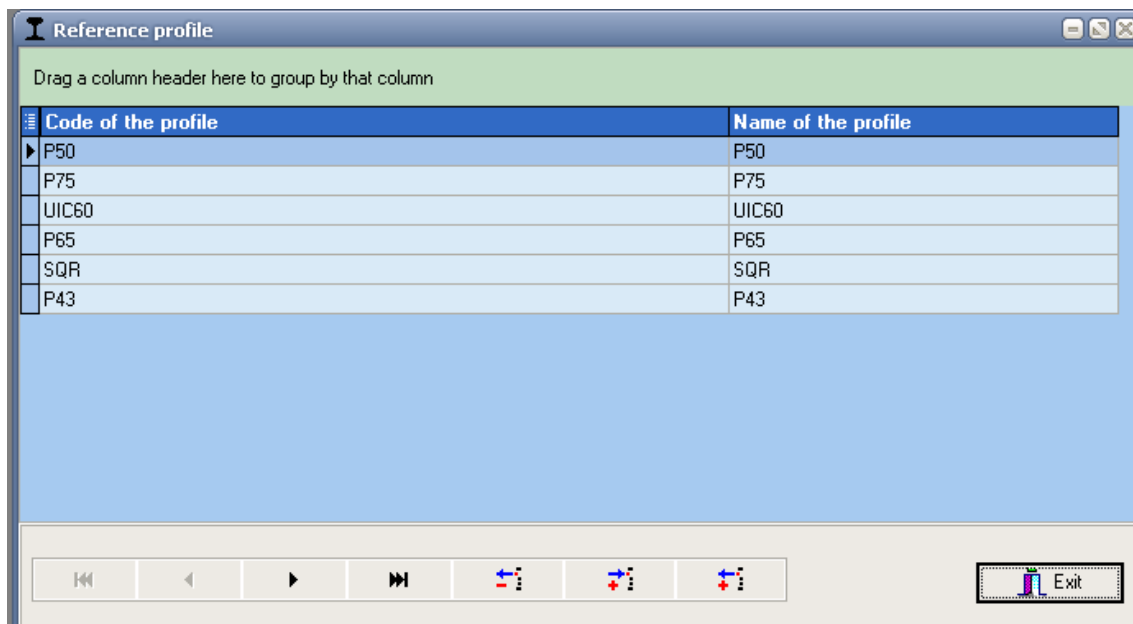 Reference profile
Drag a column header here to group by that column
Code of the profile Name of the profile
P50 P50
P75 P75
UIC60 UIC60
P65 P65
SQR SQR
P43 P43
Exit